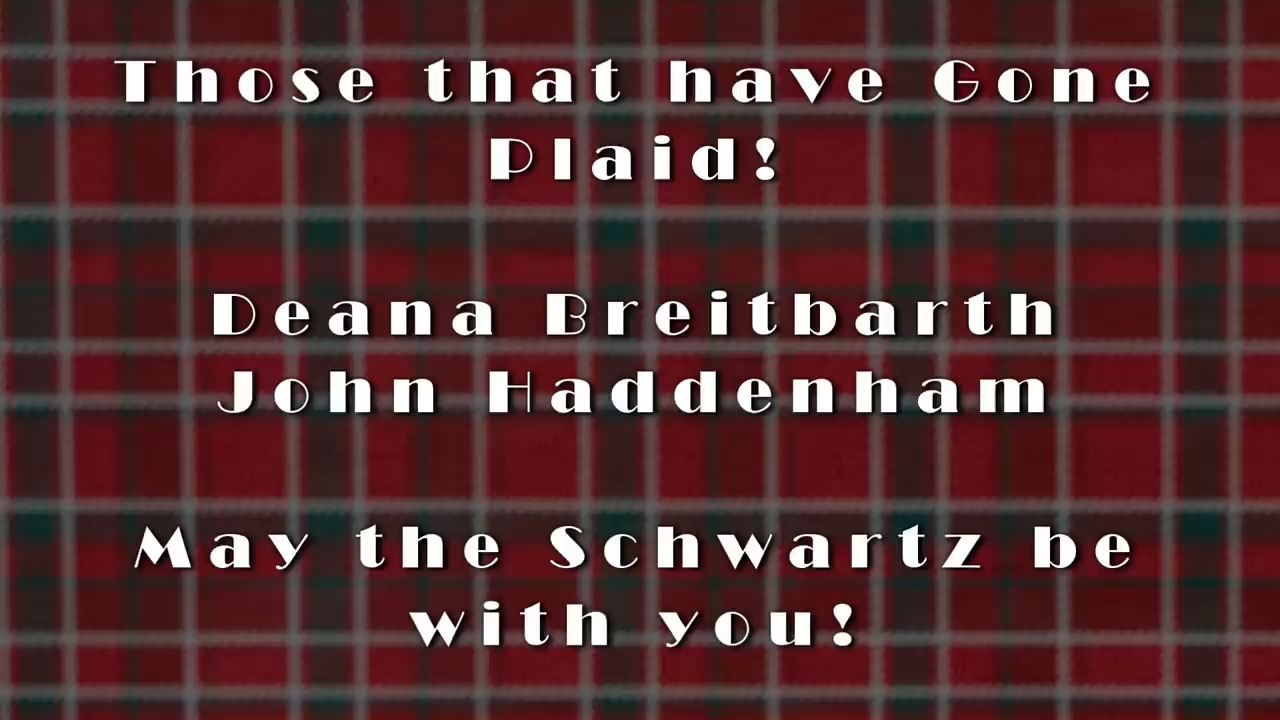 Those that have Gone
Plaid!
Deana Breitbarth
John Haddenham
May the Schwartz be
with you!